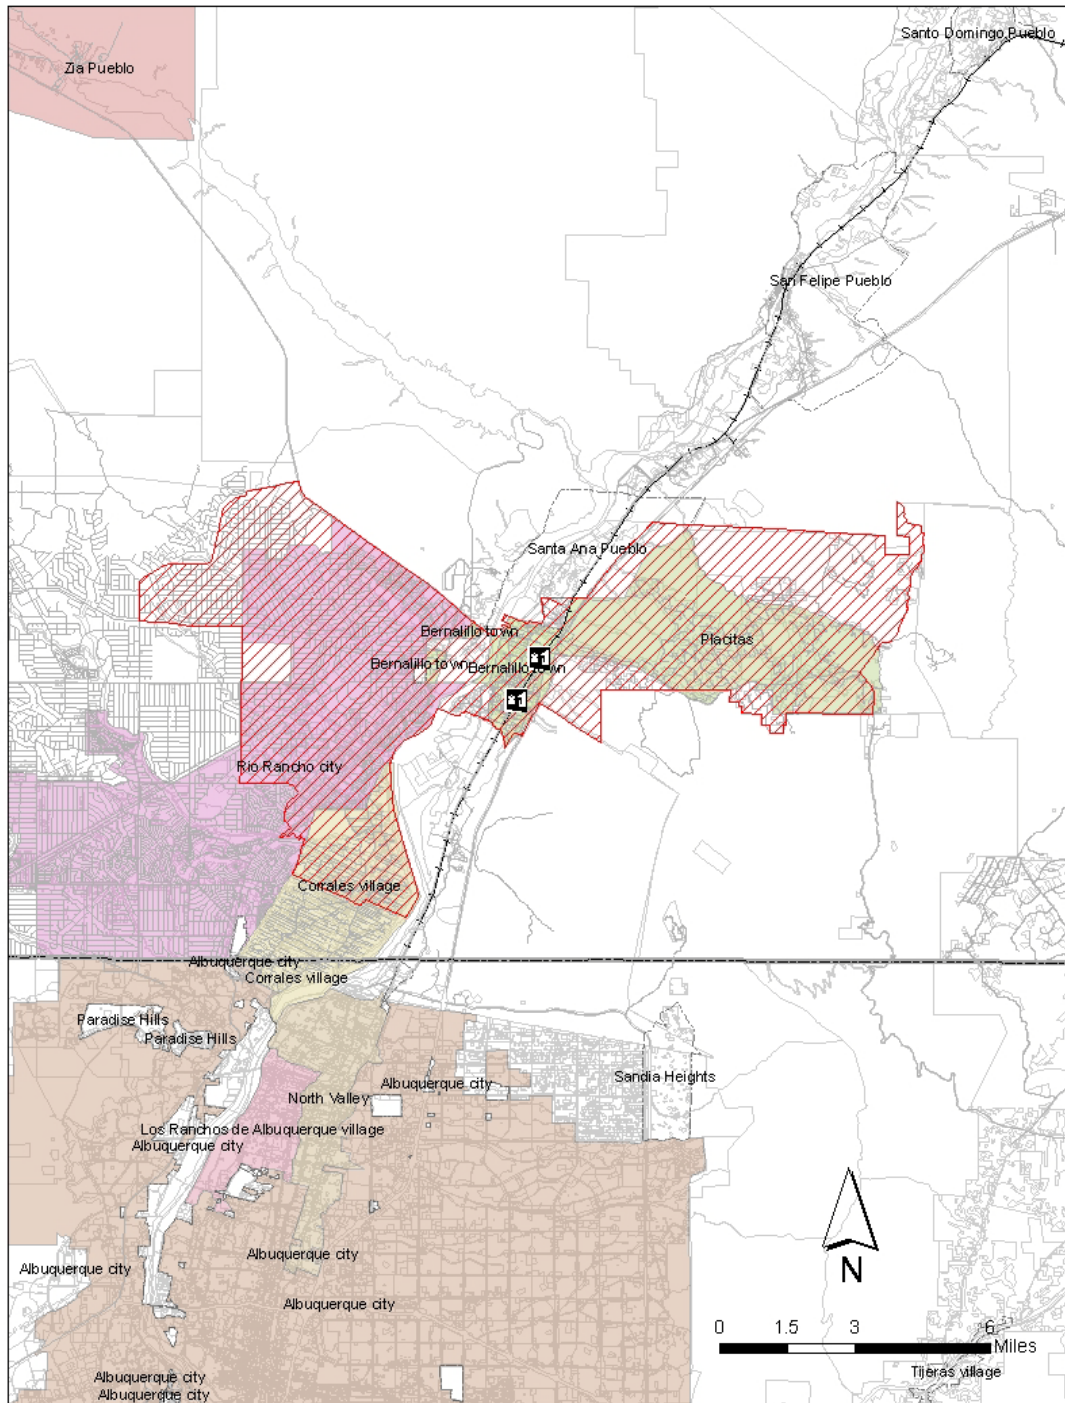 Santo Domingo Pueblo
Zia Pueblo
San Felipe Pueblo
Santa Ana Pueblo
Bernalillo town
Placitas
Bernalillo town
Bernalillo town
Rio Rancho city
Corrales village
Albuquerque city
Corrales village
Paradise Hills
Paradise Hills
Sandia Heights
Albuquerque city
North Valley
Los Ranchos de Albuquerque village
Albuquerque city
N
Albuquerque city
Albuquerque city
Albuquerque city
0 1.5 3 6
Miles
Tijeras village
Albuquerque city
Albuquerque city